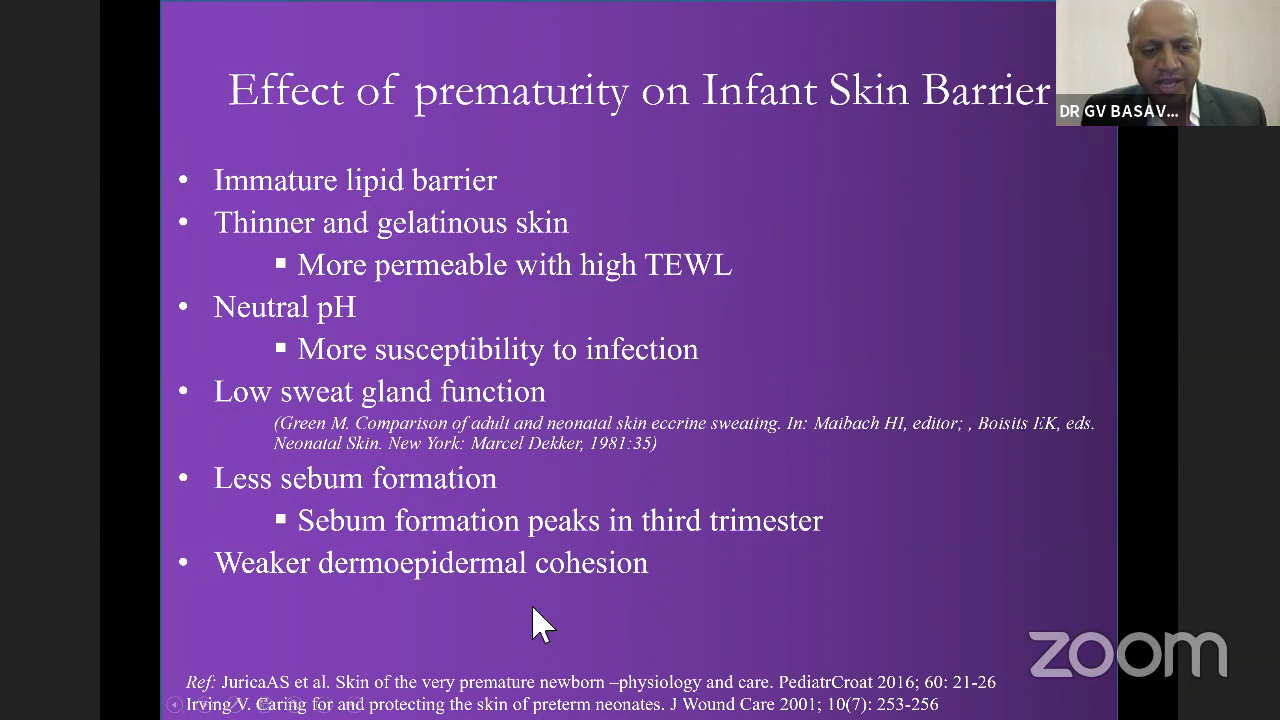 Effect of prematurity on Infant Skin Barrier
DR GV BASAV...
• Immature lipid barrier
• Thinner and gelatinous skin
▪ More permeable with high TEWL
• Neutral pH
▪ More susceptibility to infection
• Low sweat gland function
(Green M. Comparison of adult and neonatal skin eccrine sweating. In: Maibach HI, editor; , Boisits EK, eds.
Neonatal Skin. New York: Marcel Dekker, 1981:35)
• Less sebum formation
▪ Sebum formation peaks in third trimester
• Weaker dermoepidermal cohesion
zoom
Ref: JuricaAS et al. Skin of the very premature newborn –physiology and care. PediatrCroat 2016; 60: 21-26
Irving V. Caring for and protecting the skin of preterm neonates. J Wound Care 2001; 10(7): 253-256